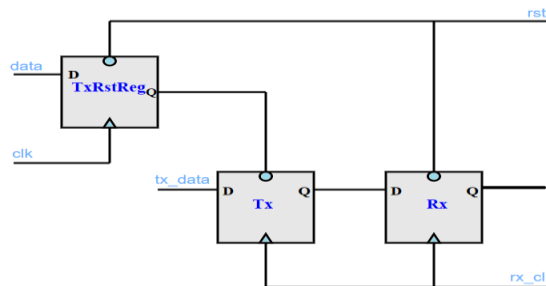 rst
data
D
TxRstReg
Q
clk
tx_data
D
Q
Tx
D
Q
Rx
rx_cl